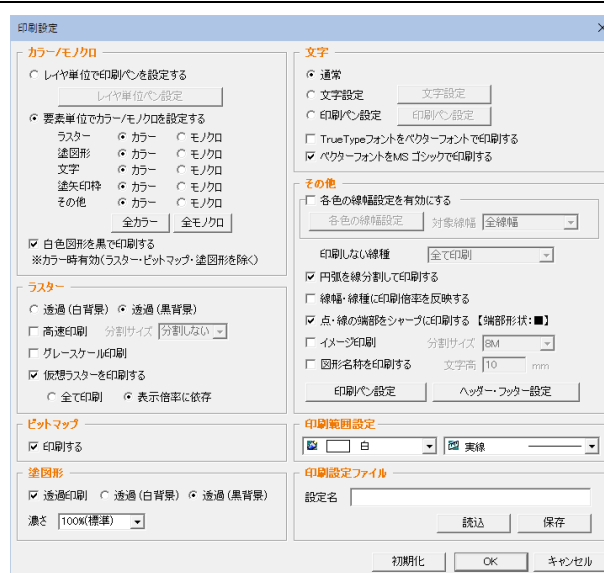 印刷設定
カラー/モノクロ
レイヤ単位で印刷ペンを設定する
レイヤ単位ペン設定
要素単位でカラー/モノクロを設定する
ラスター カラー モノクロ
塗図形 カラー モノクロ
文字 カラー モノクロ
塗矢印枠 カラー モノクロ
その他 カラー モノクロ
全カラー 全モノクロ
白色図形を黒で印刷する
※カラー時有効(ラスター・ビットマップ・塗図形を除く)
ラスター
透過(白背景) 透過(黒背景)
高速印刷 分割サイズ 分割しない
グレースケール印刷
仮想ラスターを印刷する
全て印刷 表示倍率に依存
ビットマップ
印刷する
塗図形
透過印刷 透過(白背景) 透過(黒背景)
濃さ 100%(標準)
文字
通常
文字設定 文字設定
印刷ペン設定 印刷ペン設定
TrueTypeフォントをベクターフォントで印刷する
ベクターフォントをMS ゴシックで印刷する
その他
各色の線幅設定を有効にする
各色の線幅設定 対象線幅 全線幅
印刷しない線種 全て印刷
円弧を線分割して印刷する
線幅・線種に印刷倍率を反映する
点・線の端部をシャープに印刷する【端部形状:■】
イメージ印刷 分割サイズ 8M
図形名称を印刷する 文字高 10 mm
印刷ペン設定 ヘッダー・フッター設定
印刷範囲設定
白 実線
印刷設定ファイル
設定名
読込 保存
初期化 OK キャンセル